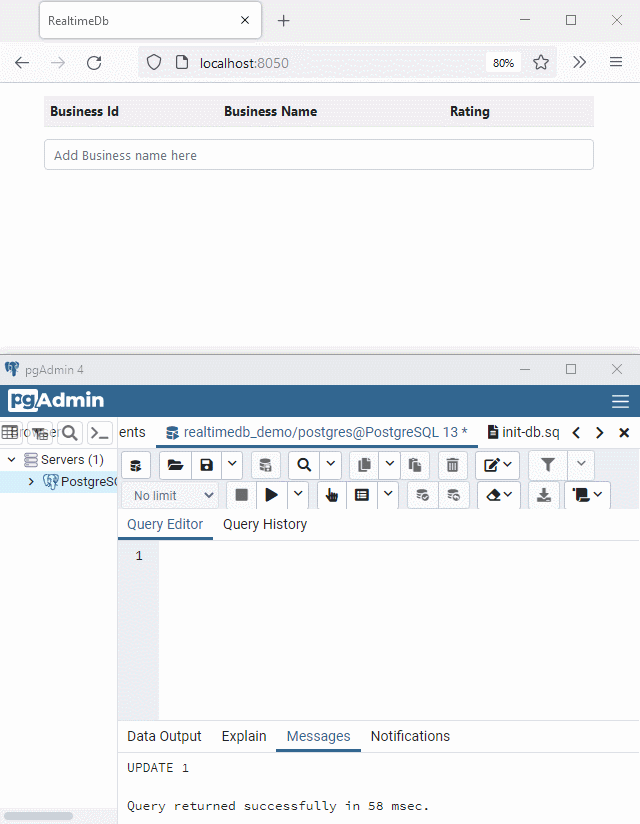 RealtimeDb
localhost:8050
80%
Business Id Business Name Rating
Add Business name here
pgAdmin 4
pgAdmin
ents realtimedb_demo/postgres@PostgreSQL 13 * init-db.sq
Servers (1)
PostgreSQ
No limit
Query Editor Query History
1
Data Output Explain Messages Notifications
UPDATE 1
Query returned successfully in 58 msec.